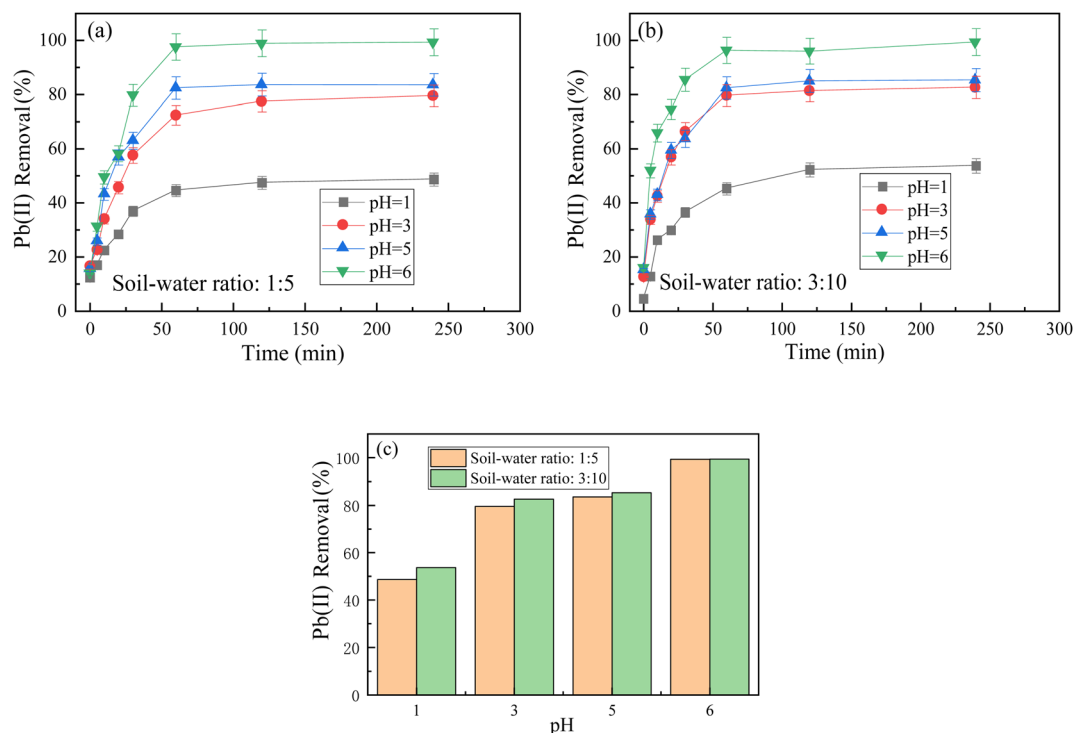 (a)
Pb(II) Removal(%)
100
80
60
40
20
0
pH=1
pH=3
pH=5
pH=6
Soil-water ratio: 1:5
0 50 100 150 200 250 300
Time (min)
(b)
Pb(II) Removal(%)
100
80
60
40
20
0
pH=1
pH=3
pH=5
pH=6
Soil-water ratio: 3:10
0 50 100 150 200 250 300
Time (min)
(c)
Pb(II) Removal(%)
100
80
60
40
20
0
Soil-water ratio: 1:5
Soil-water ratio: 3:10
1 3 5 6
pH